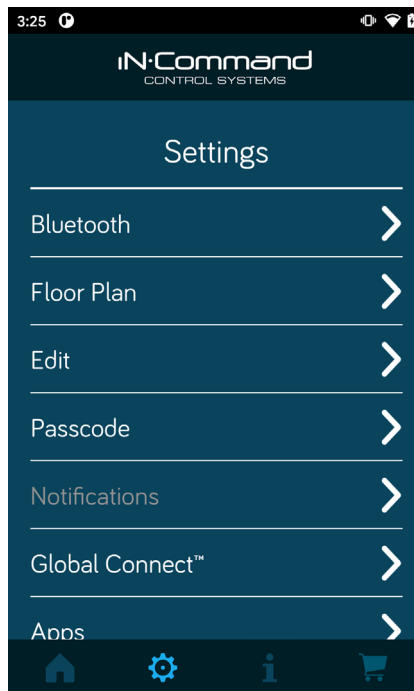 3:25
iN·Command
CONTROL SYSTEMS
Settings
Bluetooth
Floor Plan
Edit
Passcode
Notifications
Global Connect™
Apps